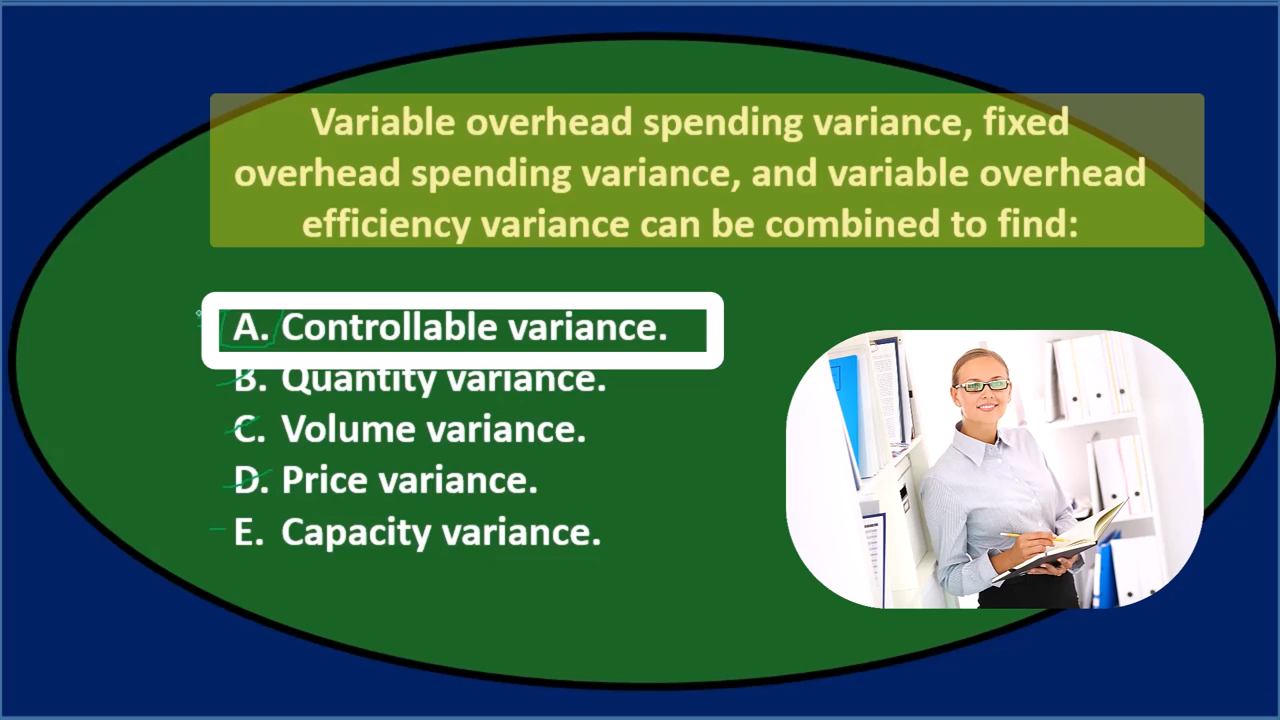 Variable overhead spending variance, fixed
overhead spending variance, and variable overhead
efficiency variance can be combined to find:
A. Controllable variance.
B. Quantity variance.
C. Volume variance.
D. Price variance.
E. Capacity variance.